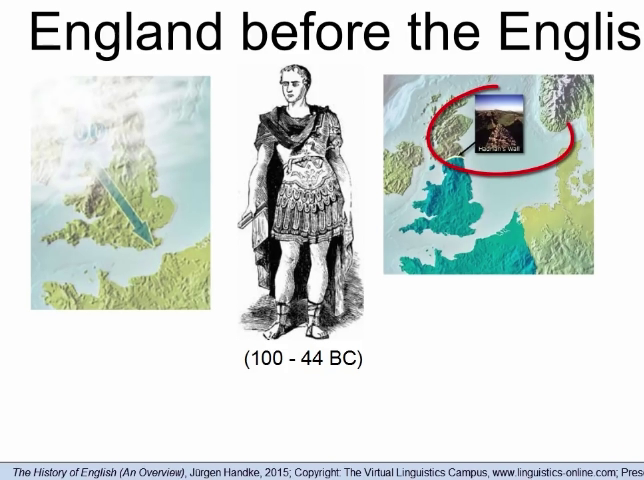 England before the Englis
Hadrian's Wall
(100 - 44 BC)
The History of English (An Overview), Jürgen Handke, 2015; Copyright: The Virtual Linguistics Campus, www.linguistics-online.com; Pres